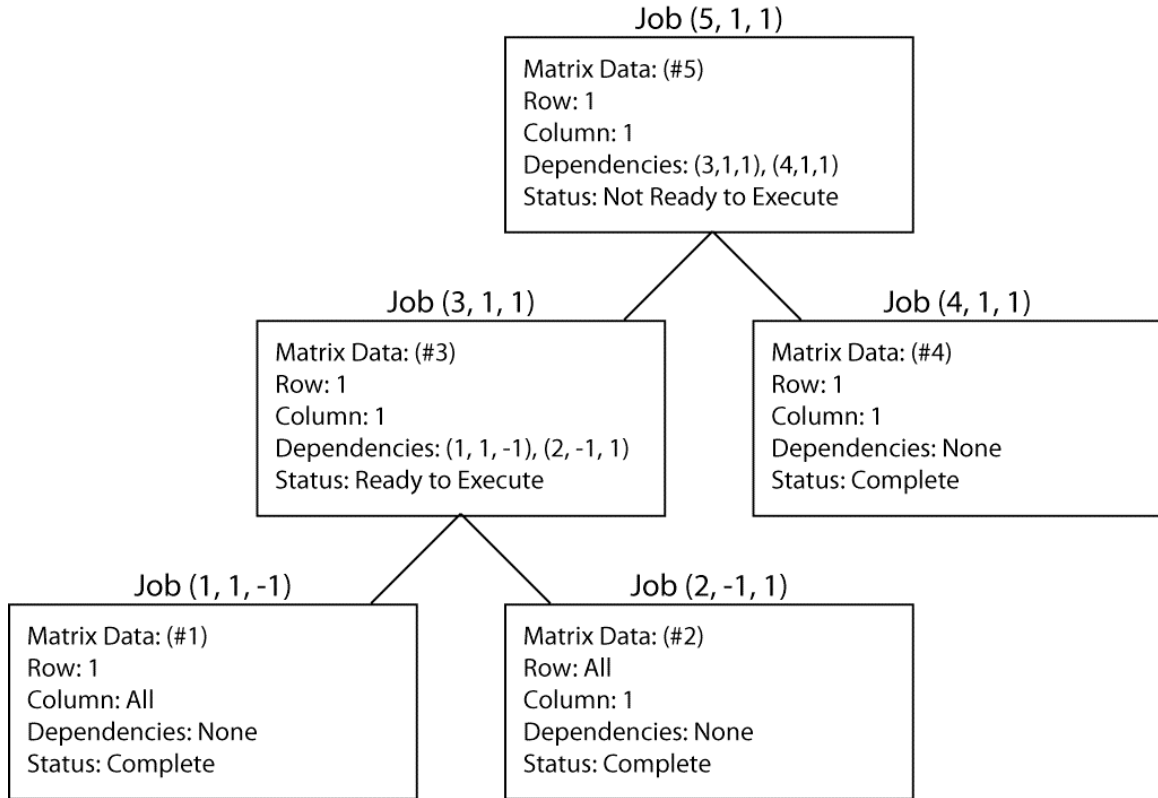 Job (5, 1, 1)
Matrix Data: (#5)
Row: 1
Column: 1
Dependencies: (3,1,1), (4,1,1)
Status: Not Ready to Execute
Job (3, 1, 1)
Matrix Data: (#3)
Row: 1
Column: 1
Dependencies: (1, 1, -1), (2, -1, 1)
Status: Ready to Execute
Job (4, 1, 1)
Matrix Data: (#4)
Row: 1
Column: 1
Dependencies: None
Status: Complete
Job (1, 1, -1)
Matrix Data: (#1)
Row: 1
Column: All
Dependencies: None
Status: Complete
Job (2, -1, 1)
Matrix Data: (#2)
Row: All
Column: 1
Dependencies: None
Status: Complete